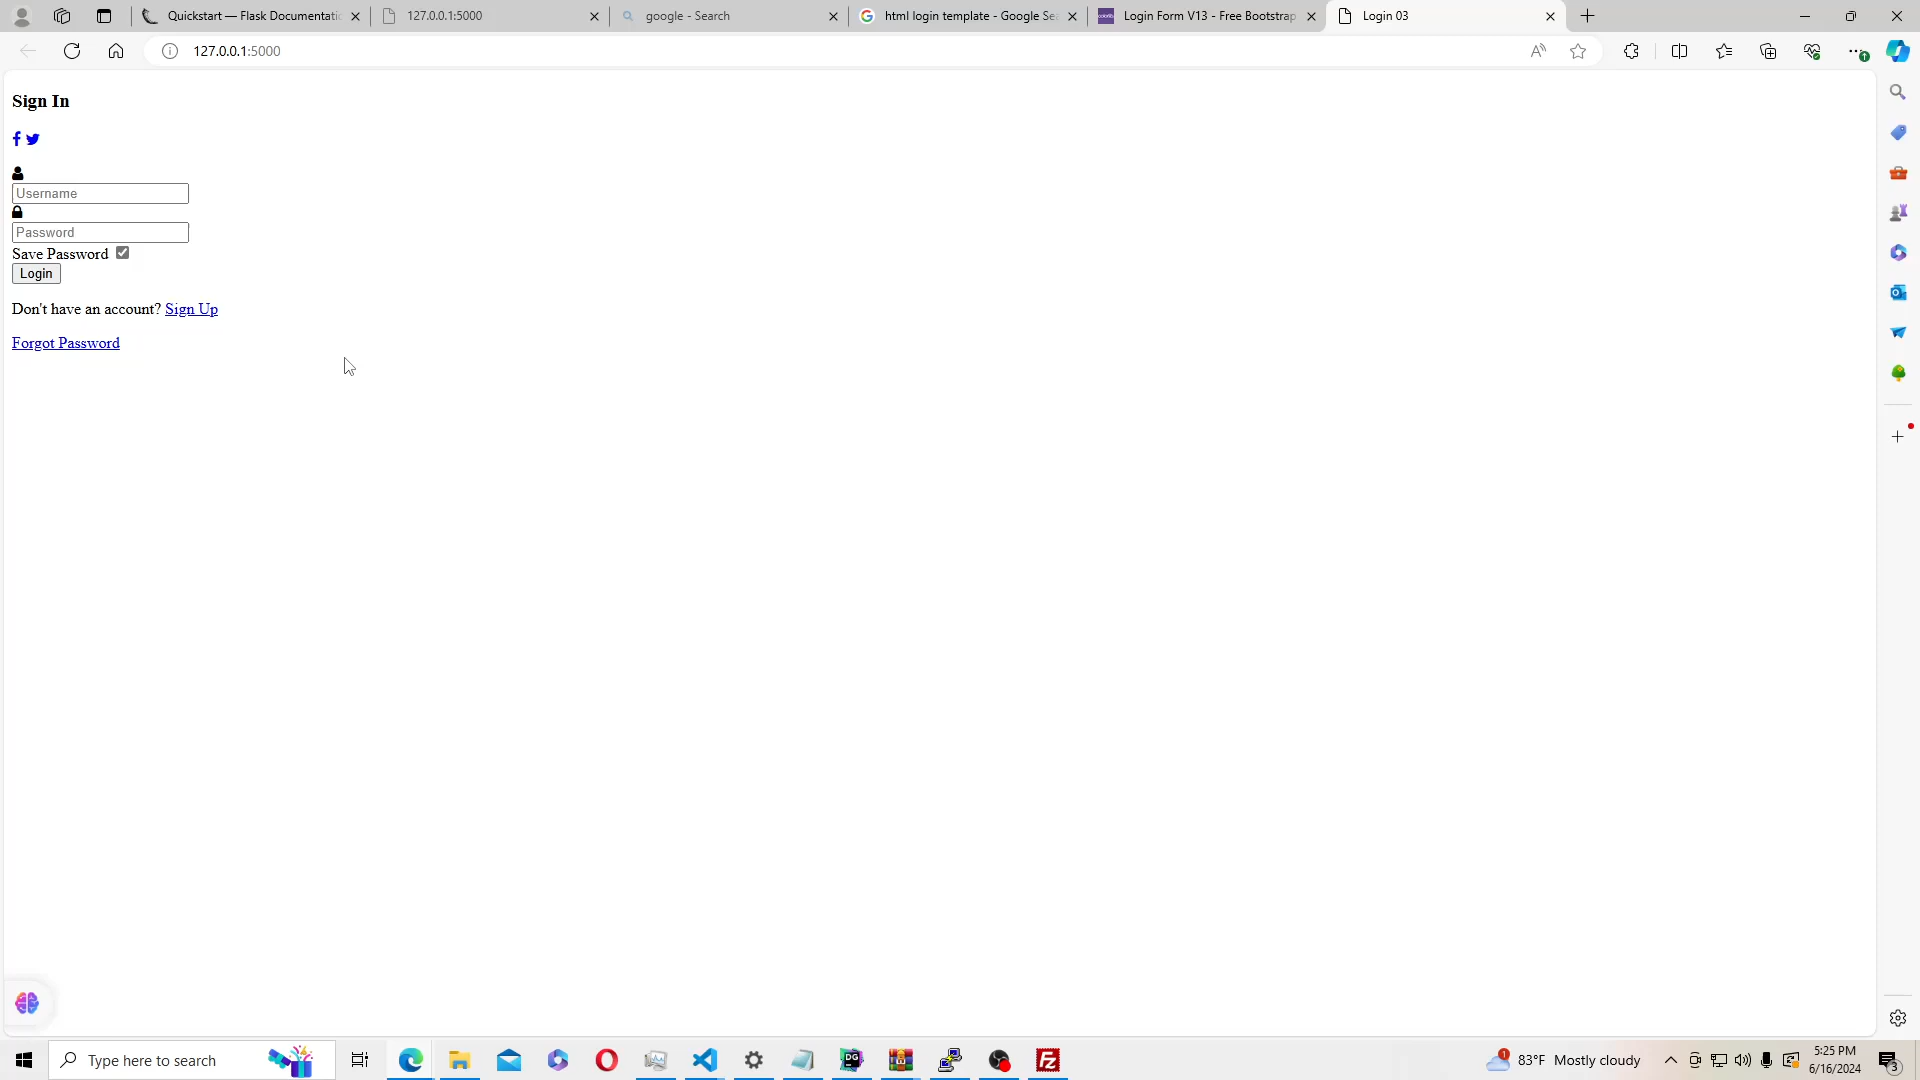 Quickstart — Flask Documentatic
127.0.0.1:5000
google - Search
html login template - Google Se
Login Form V13 - Free Bootstrap
Login 03
127.0.0.1:5000
Sign In
Username
Password
Save Password
Login
Don't have an account? Sign Up
Forgot Password
Type here to search
83°F Mostly cloudy
5:25 PM
6/16/2024